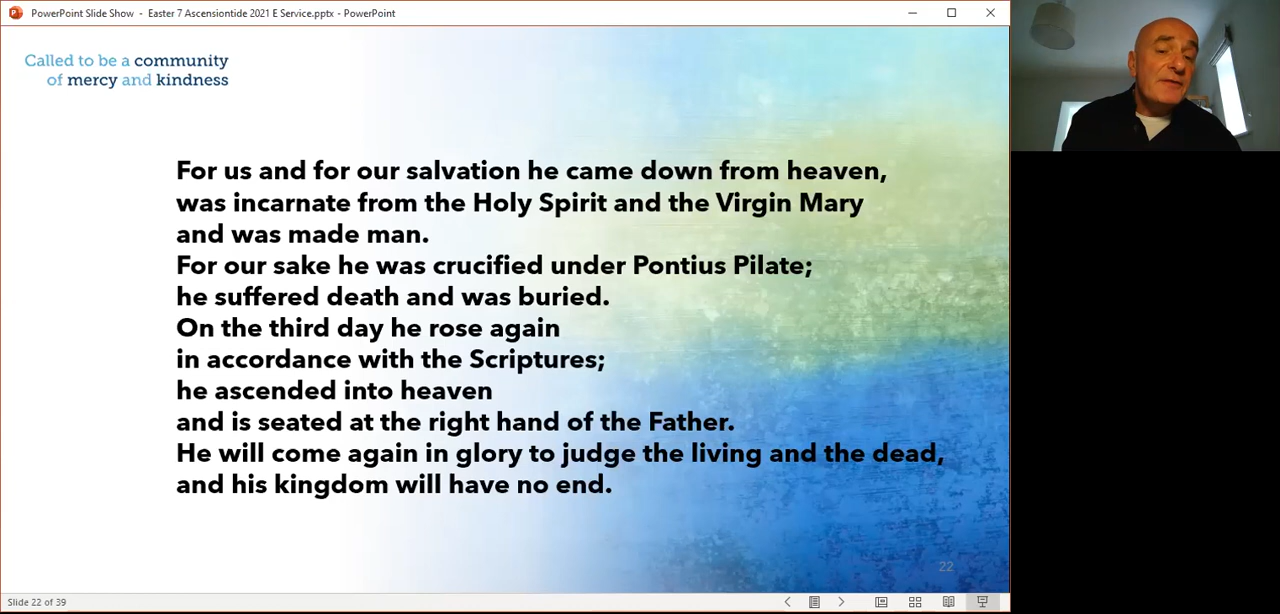 PowerPoint Slide Show - Easter 7 Ascensiontide 2021 E Service.pptx - PowerPoint
Called to be a community
of mercy and kindness
For us and for our salvation he came down from heaven,
was incarnate from the Holy Spirit and the Virgin Mary
and was made man.
For our sake he was crucified under Pontius Pilate;
he suffered death and was buried.
On the third day he rose again
in accordance with the Scriptures;
he ascended into heaven
and is seated at the right hand of the Father.
He will come again in glory to judge the living and the dead,
and his kingdom will have no end.
22
Slide 22 of 39